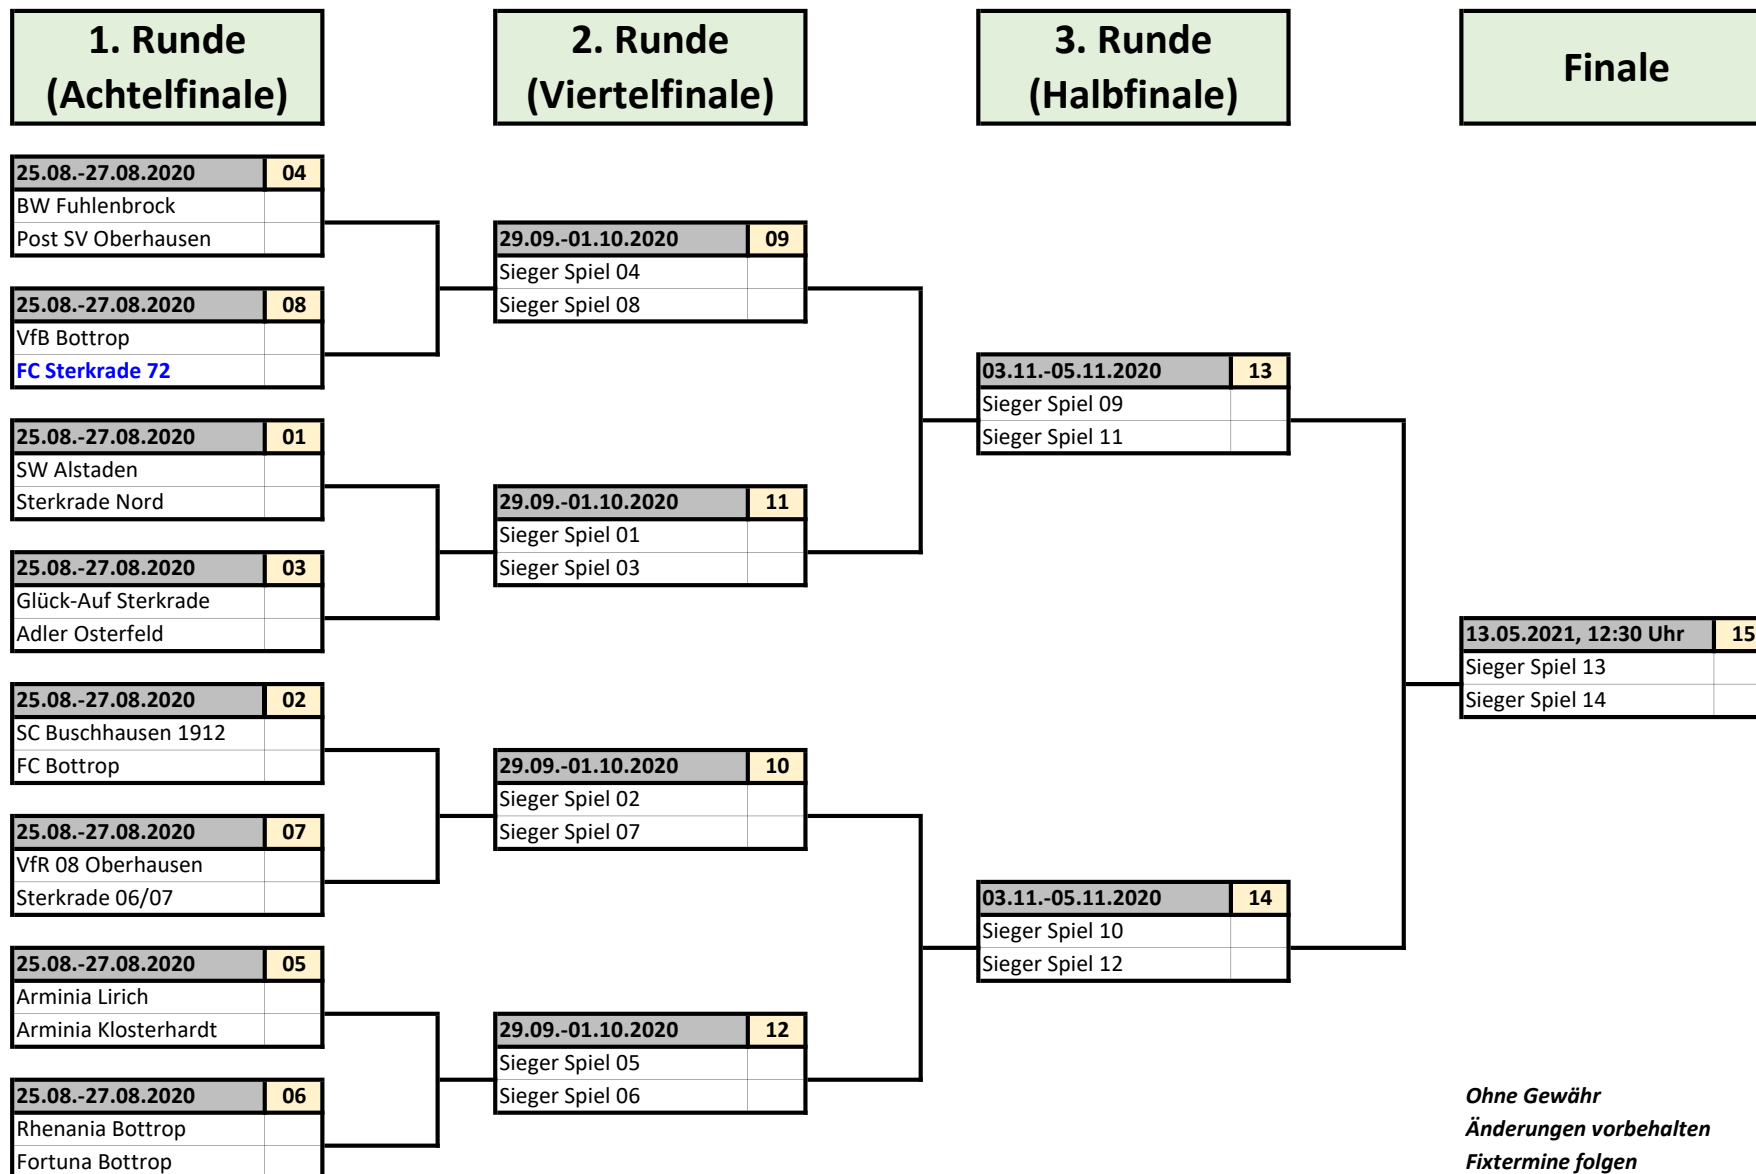 1. Runde
(Achtelfinale)
2. Runde
(Viertelfinale)
3. Runde
(Halbfinale)
Finale
25.08.-27.08.2020 04
BW Fuhlenbrock
Post SV Oberhausen
25.08.-27.08.2020 08
VfB Bottrop
FC Sterkrade 72
25.08.-27.08.2020 01
SW Alstaden
Sterkrade Nord
25.08.-27.08.2020 03
Glück-Auf Sterkrade
Adler Osterfeld
25.08.-27.08.2020 02
SC Buschhausen 1912
FC Bottrop
25.08.-27.08.2020 07
VfR 08 Oberhausen
Sterkrade 06/07
25.08.-27.08.2020 05
Arminia Lirich
Arminia Klosterhardt
25.08.-27.08.2020 06
Rhenania Bottrop
Fortuna Bottrop
29.09.-01.10.2020 09
Sieger Spiel 04
Sieger Spiel 08
29.09.-01.10.2020 11
Sieger Spiel 01
Sieger Spiel 03
29.09.-01.10.2020 10
Sieger Spiel 02
Sieger Spiel 07
29.09.-01.10.2020 12
Sieger Spiel 05
Sieger Spiel 06
03.11.-05.11.2020 13
Sieger Spiel 09
Sieger Spiel 11
03.11.-05.11.2020 14
Sieger Spiel 10
Sieger Spiel 12
13.05.2021, 12:30 Uhr 15
Sieger Spiel 13
Sieger Spiel 14
Ohne Gewähr
Änderungen vorbehalten
Fixtermine folgen